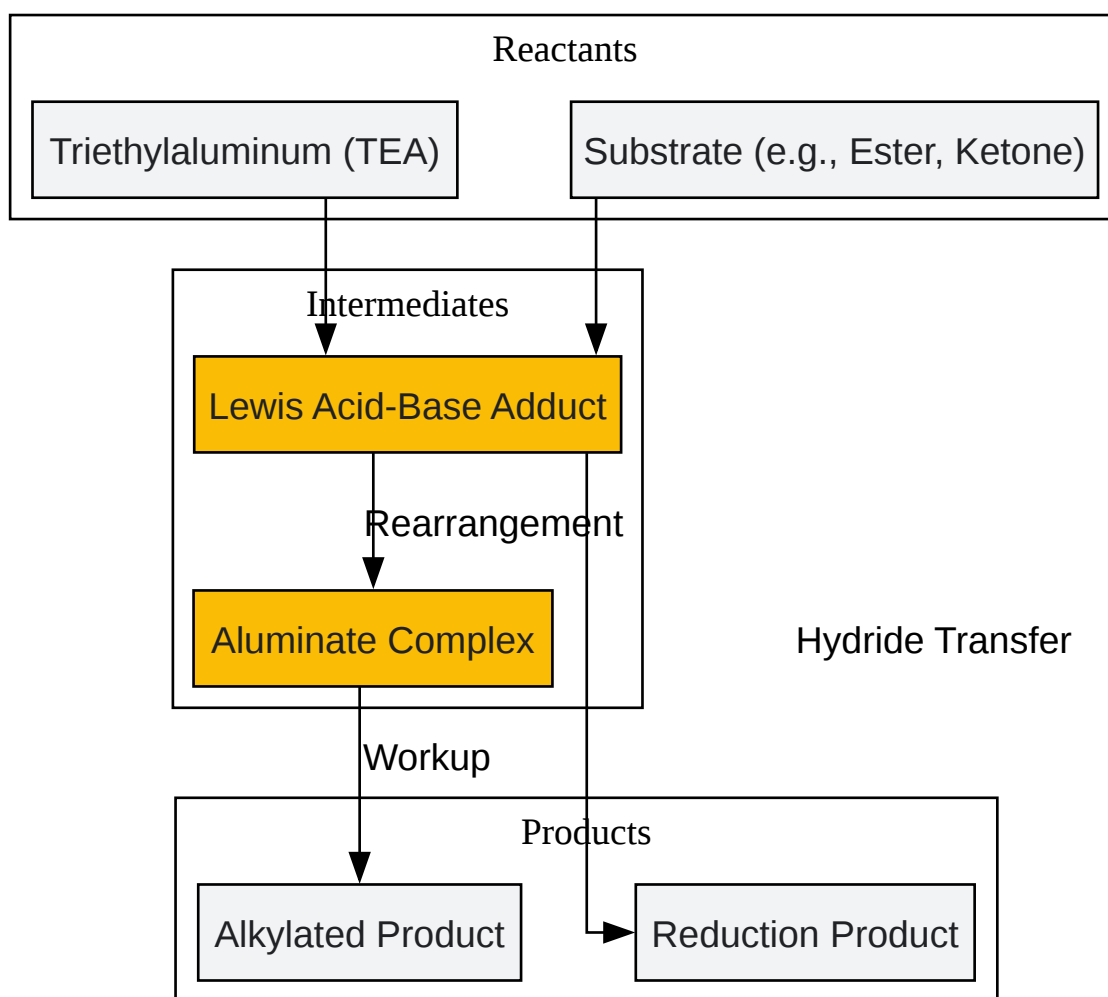 Reactants
Triethylaluminum (TEA)
Substrate (e.g., Ester, Ketone)
Intermediates
Lewis Acid-Base Adduct
Rearrangement
Aluminate Complex
Hydride Transfer
Workup
Products
Alkylated Product
Reduction Product